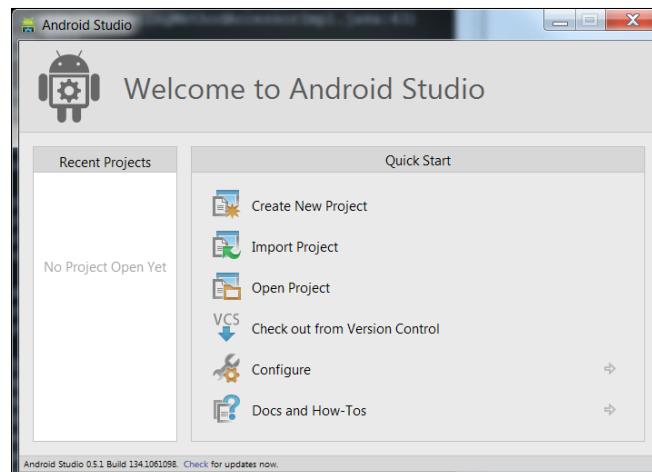 Android Studio
Welcome to Android Studio
Recent Projects
No Project Open Yet
Quick Start
Create New Project
Import Project
Open Project
VCS
Check out from Version Control
Configure
Docs and How-Tos
Android Studio 0.5.1 Build 134.1061098. Check for updates now.